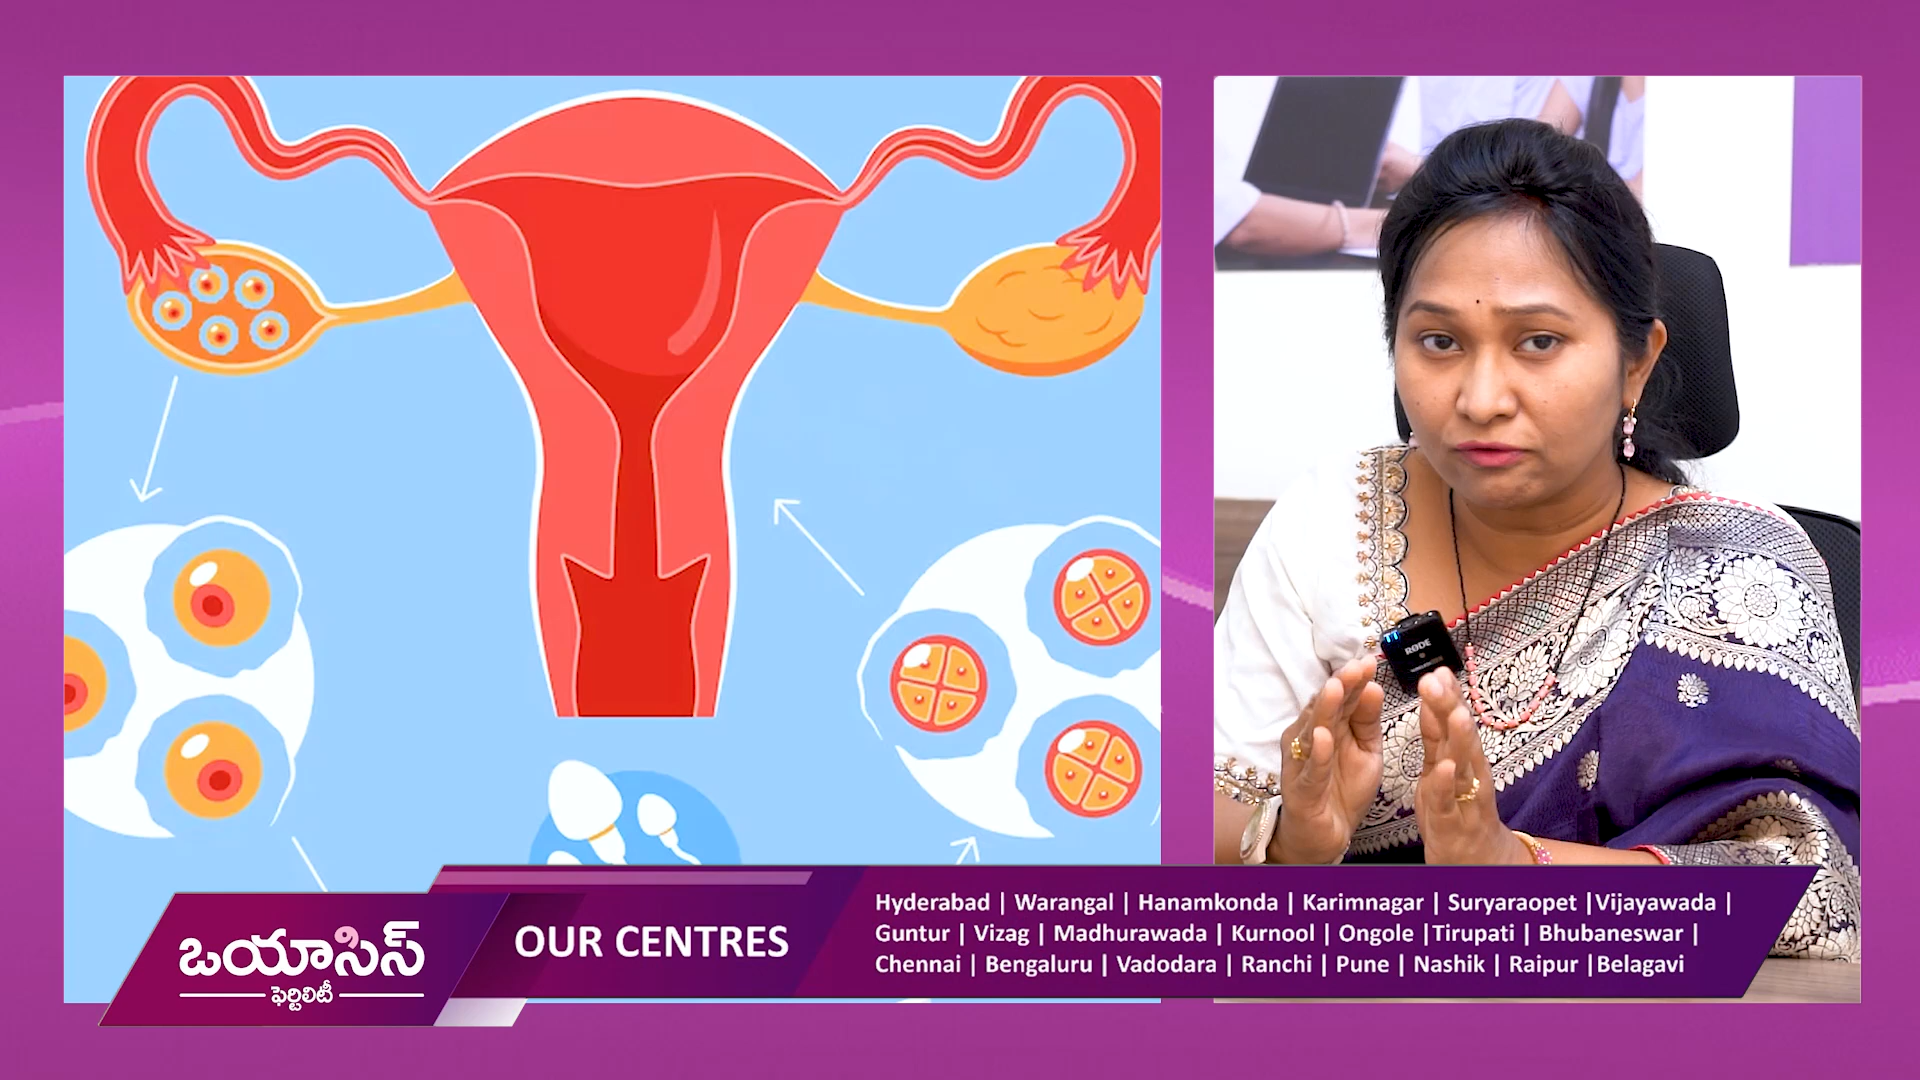 RØDE
ఒయాసిస్
ఫెర్టిలిటీ
OUR CENTRES
Hyderabad | Warangal | Hanamkonda | Karimnagar | Suryaraopet |Vijayawada |
Guntur | Vizag | Madhurawada | Kurnool | Ongole |Tirupati | Bhubaneswar |
Chennai | Bengaluru | Vadodara | Ranchi | Pune | Nashik | Raipur |Belagavi